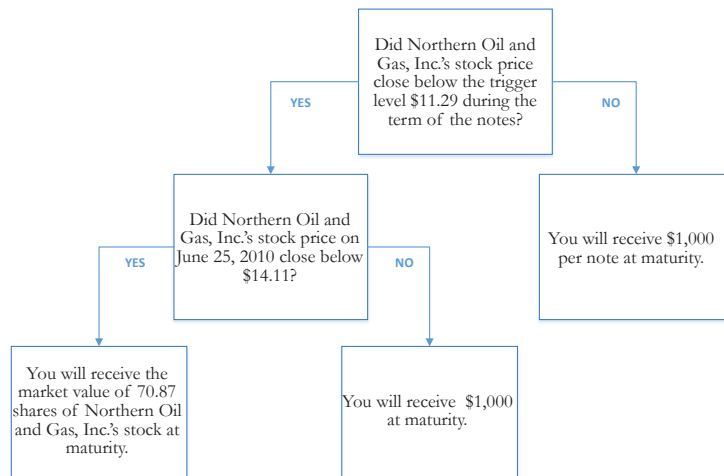 Did Northern Oil and
Gas, Inc.'s stock price
close below the trigger
level $11.29 during the
term of the notes?
YES
NO
Did Northern Oil and
Gas, Inc.'s stock price on
June 25, 2010 close below
$14.11?
You will receive $1,000
per note at maturity.
YES
NO
You will receive the
market value of 70.87
shares of Northern Oil
and Gas, Inc.'s stock at
maturity.
You will receive $1,000
at maturity.